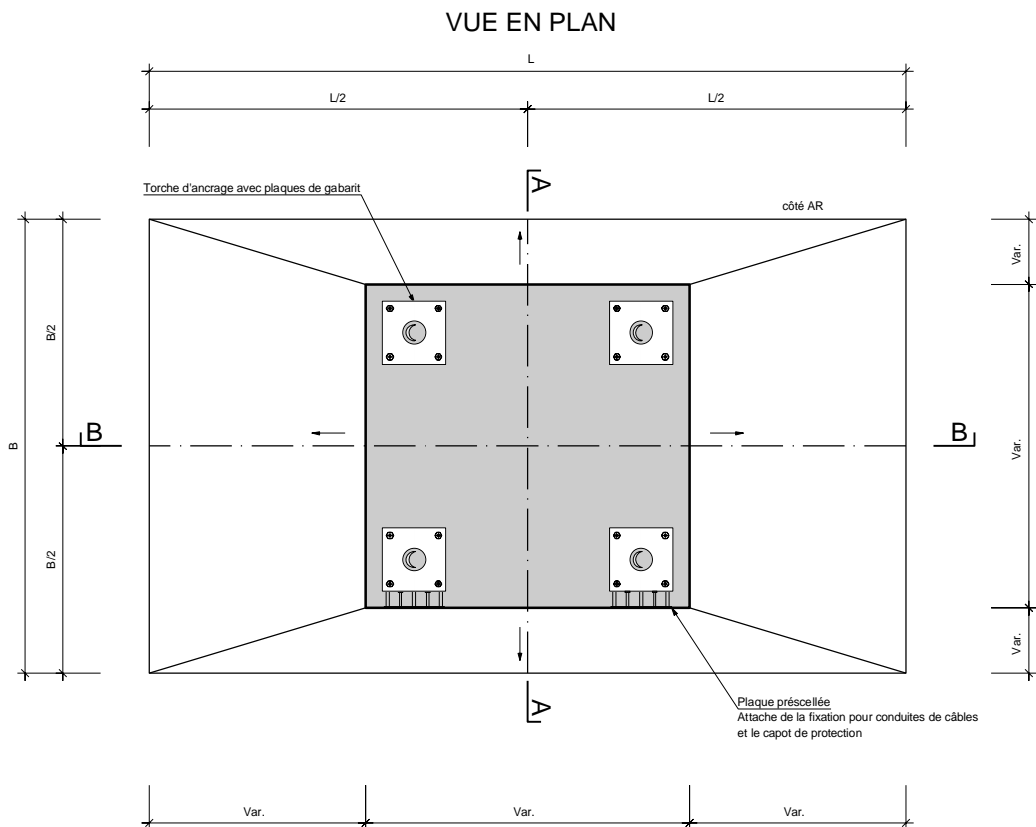 VUE EN PLAN
L
L/2
L/2
A
Torche d'ancrage avec plaques de gabarit
côté AR
Var.
B/2
B
B
B
Var.
B/2
Var.
A
Plaque préscellée
Attache de la fixation pour conduites de câbles
et le capot de protection
Var.
Var.
Var.